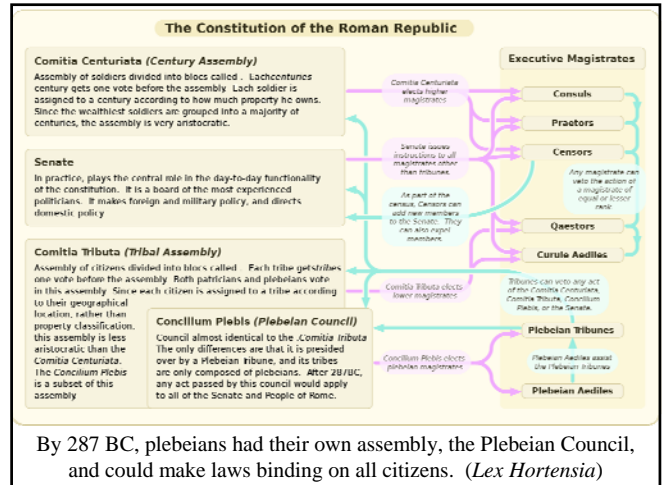 The Constitution of the Roman Republic
Comitia Centuriata (Century Assembly)
Assembly of soldiers divided into blocs called . Lachcenturies
century gets one vote before the assembly. Lach soldier is
assigned to a century according to how much property he owns.
Since the wealthiest soldiers are grouped into a majority of
centuries, the assembly is very aristocratic.
Senate
In practice, plays the central role in the day-to-day functionality
of the constitution. It is a board of the most experienced
politicians. It makes foreign and military policy, and directs
domestic policy
Comitia Tributa (Tribal Assembly)
Assembly of citizens divided into blocs called . Each tribe getstribes
one vote before the assembly. Both patricians and plebeians vote
in this assembly. Since each citizen is assigned to a tribe according
to their geographical
location, rather than
property classification,
this assembly is less
aristocratic than the
Comitia Centuriata.
The Concilium Plebis
is a subset of this
assembly
Concilium Plebis (Plebeian Council)
Council almost identical to the .Comitia Tributa
The only differences are that it is presided
over by a Plebeian Tribune, and its tribes
are only composed of plebeians. After 287BC,
any act passed by this council would apply
to all of the Senate and People of Rome.
Comitia Centuriata
elects higher
magistrates
Senate issues
instructions to all
magistrates other
than tribunes.
As part of the
census, Censors can
add new members
to the Senate. They
can also expel
members.
Comitia Tributa elects
lower magistrates
Concilium Plebis elects
plebeian magistrates
Executive Magistrates
Consuls
Praetors
Censors
Any magistrate can
veto the action of
a magistrate of
equal or lesser
rank
Qaestors
Curule Aediles
Tribunes can veto any act
of the Comitia Centuriata,
Comitia Tributa, Concilium
Plebis, or the Senate.
Plebeian Tribunes
Plebeian Aediles assist
the Plebeian Tribunes
Plebeian Aediles
By 287 BC, plebeians had their own assembly, the Plebeian Council,
and could make laws binding on all citizens. (Lex Hortensia)